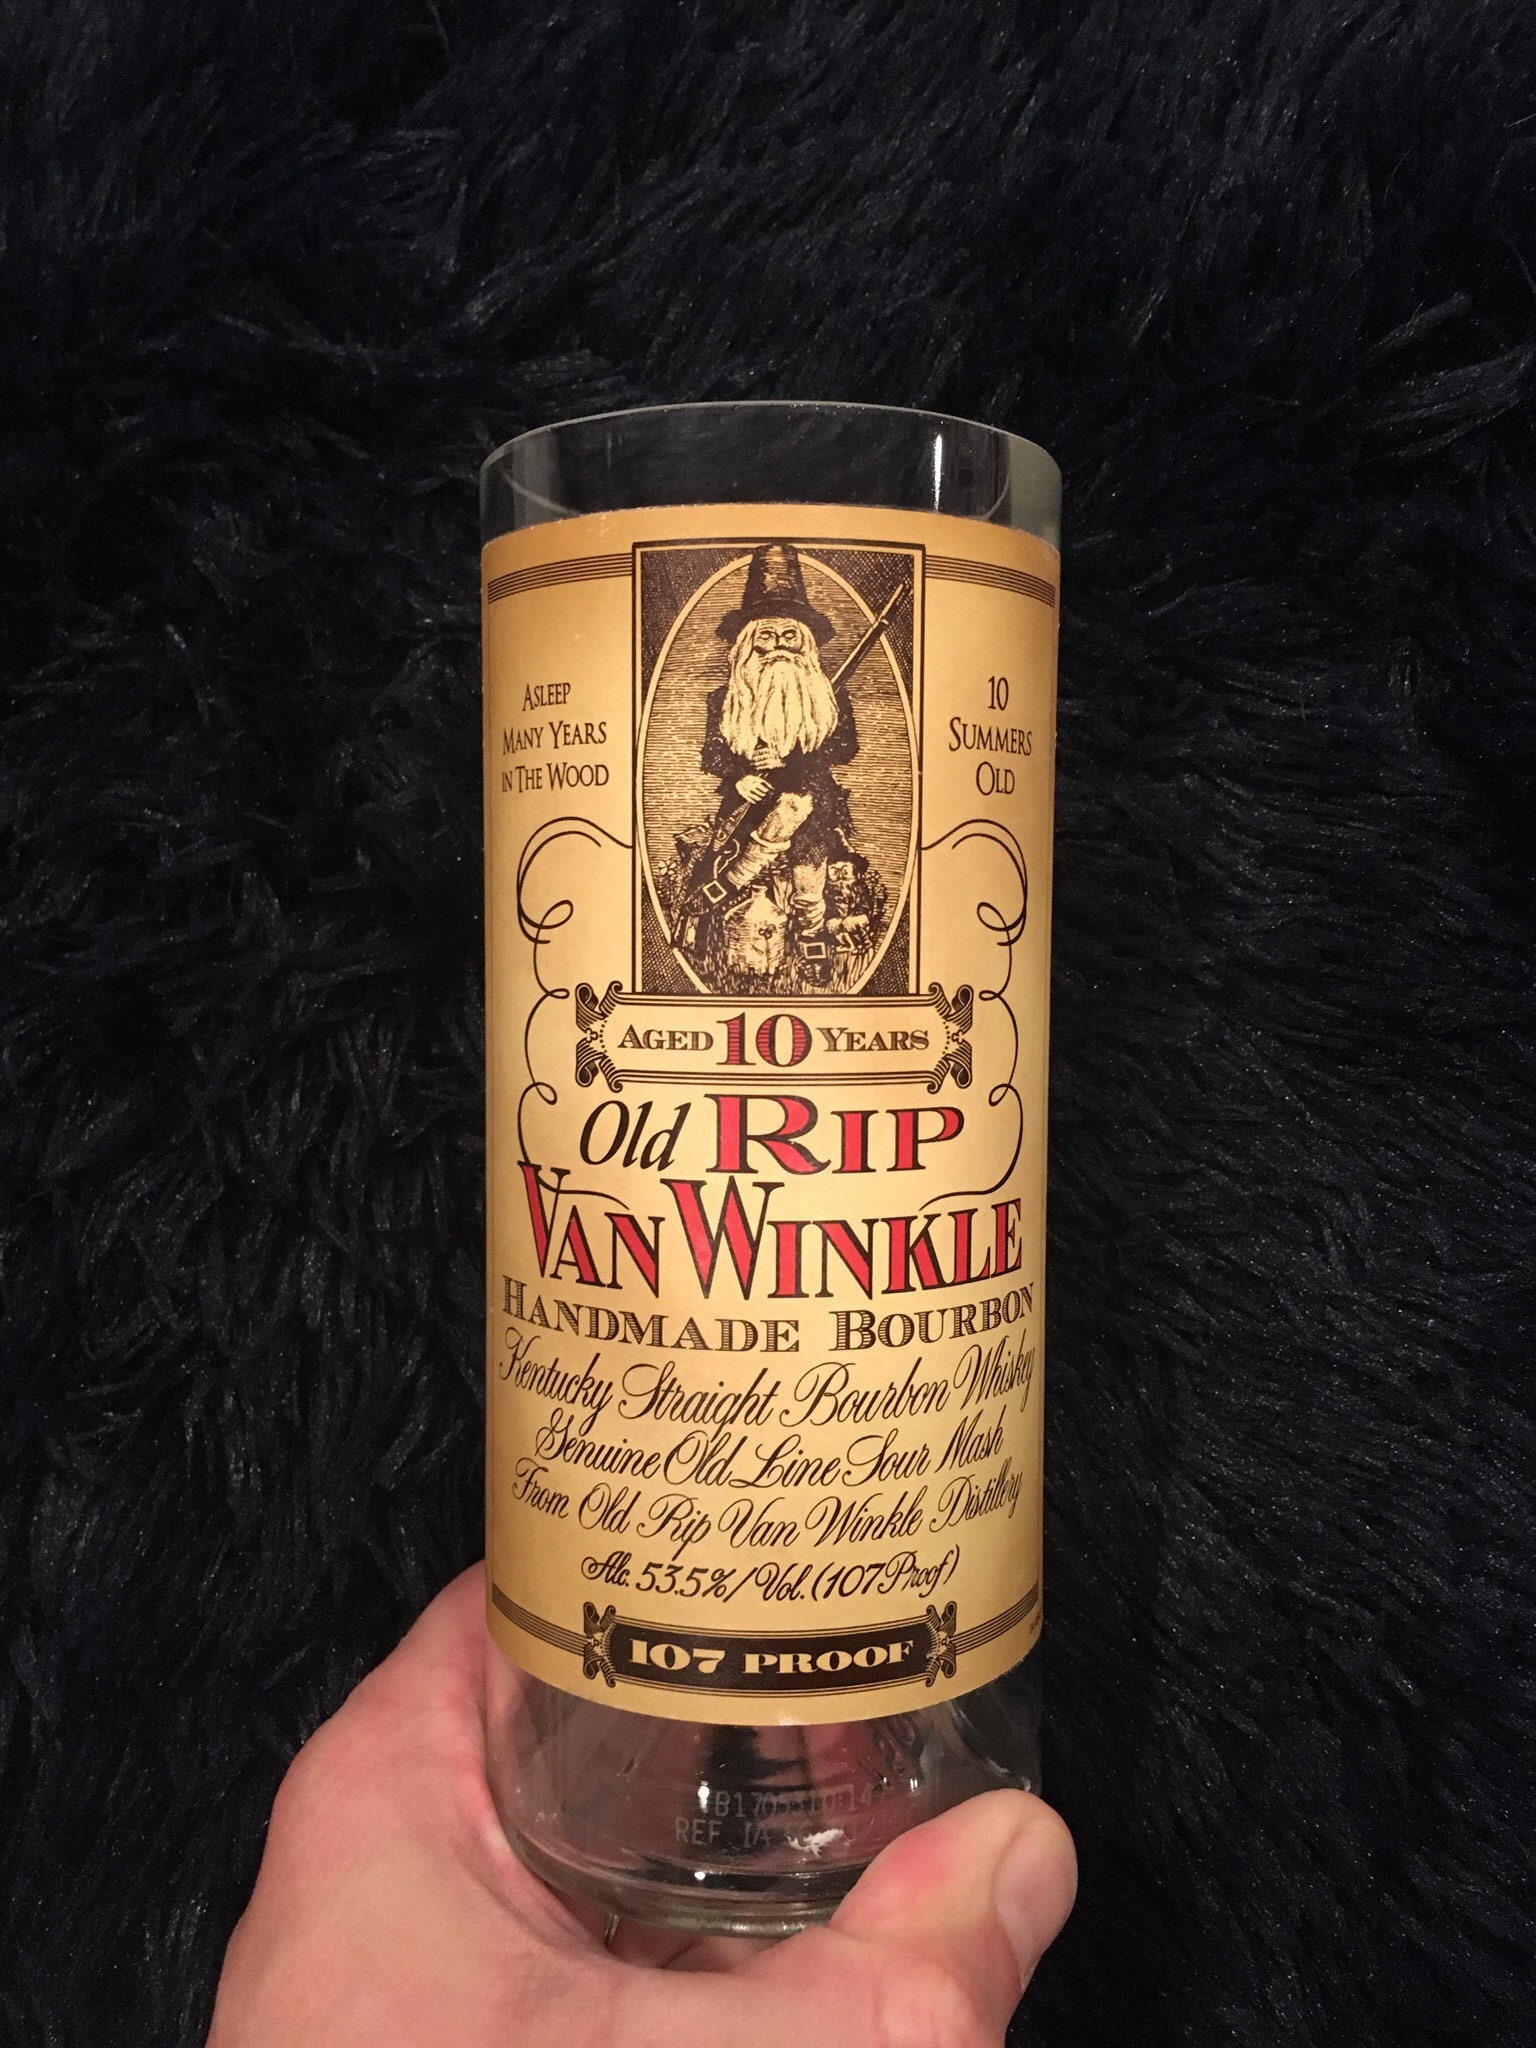 ASLEEP
MANY YEARS
IN THE WOOD
10
SUMMERS
OLD
AGED 10 YEARS
Old RIP
VAN WINKLE
HANDMADE BOURBON
Kentucky Straight Bourbon Whiskey
Genuine Old Line Sour Mash
From Old Rip Van Winkle Distillery
Alc. 53.5%/Vol. (107 Proof)
107 PROOF
REF